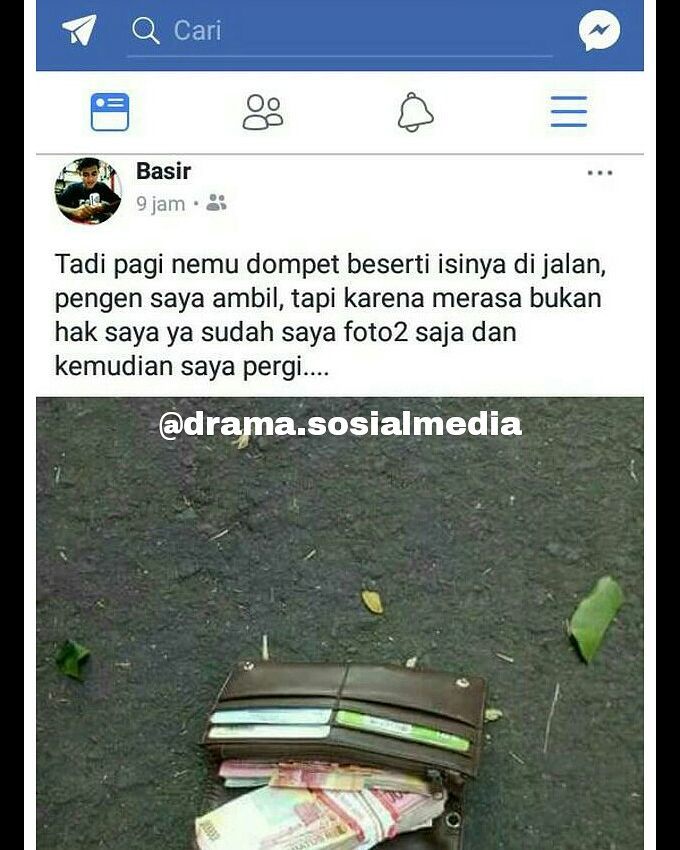 Cari
Basir
9 jam
Tadi pagi nemu dompet beserti isinya di jalan,
pengen saya ambil, tapi karena merasa bukan
hak saya ya sudah saya foto2 saja dan
kemudian saya pergi....
@drama.sosialmedia